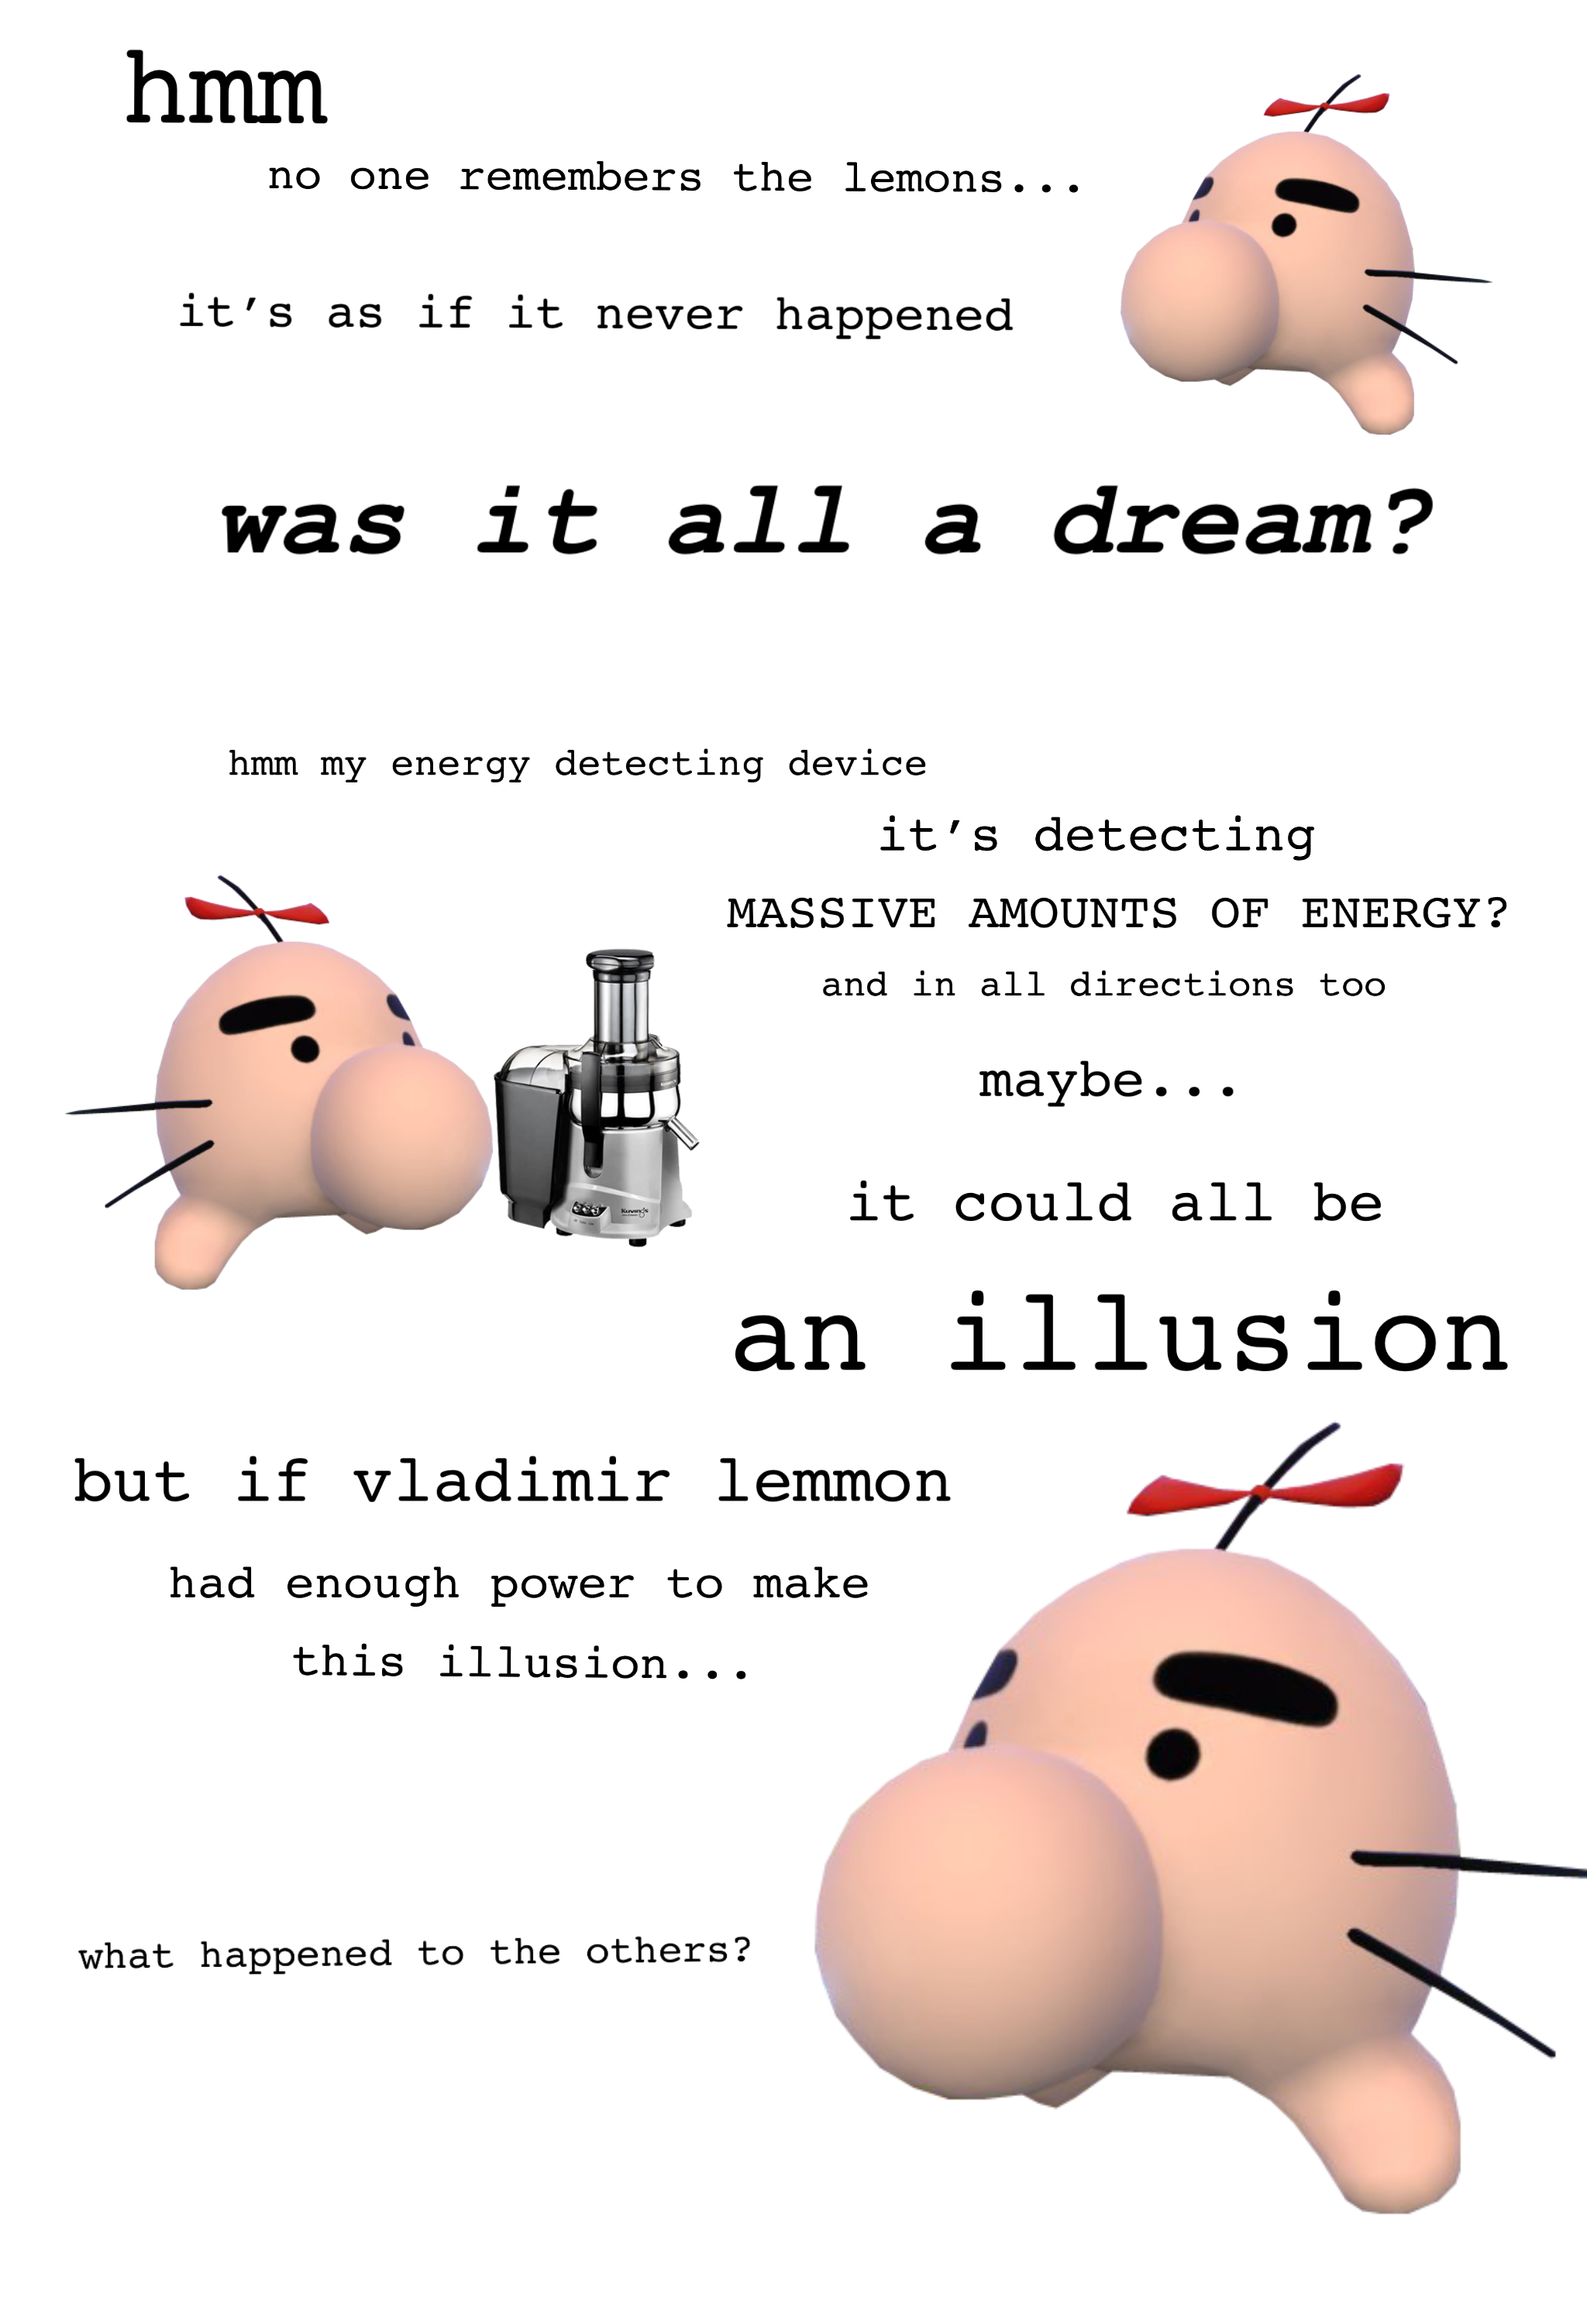 hmm
no one remembers the lemons...
it's as if it never happened
was it all a dream?
hmm my energy detecting device
it's detecting
MASSIVE AMOUNTS OF ENERGY?
and in all directions too
maybe...
it could all be
an illusion
but if vladimir lemmon
had enough power to make
this illusion...
what happened to the others?